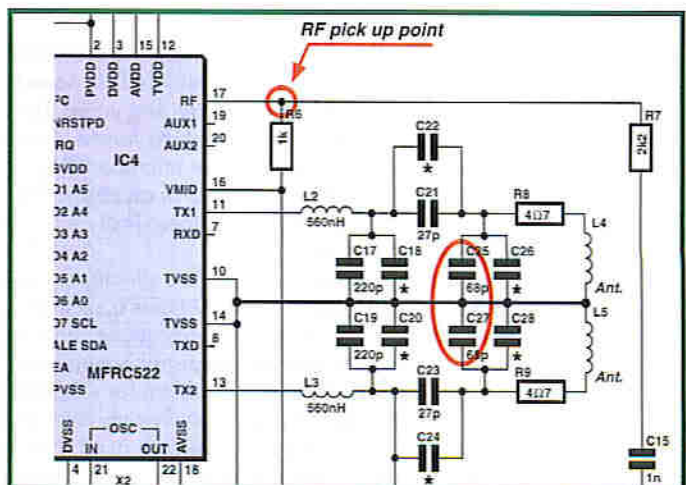 RF pick up point
2 3 15 12
PVDD DVDD AVDD TVDD
RF 17
R6
1k
R7
2k2
NRSTPD
AUX1 19
AUX2 20
IRQ
IC4
SVDD
D1 A5
VMID 16
D2 A4
TX1 11
D3 A3
RXD 7
D4 A2
D5 A1
TVSS 10
D6 A0
D7 SCL
TVSS 14
ALE SDA
TXD 8
EA
MFRC522
PVSS
TX2 13
DVSS
OSC
IN OUT
AVSS
4 21 22 18
X2
C22
*
C21
27p
L2
560nH
R8
4Ω7
L4
Ant.
C17
220p
C18
*
C25
68p
C26
*
C19
220p
C20
*
C27
68p
C28
*
L5
Ant.
L3
560nH
C23
27p
R9
4Ω7
C24
*
C15
1n